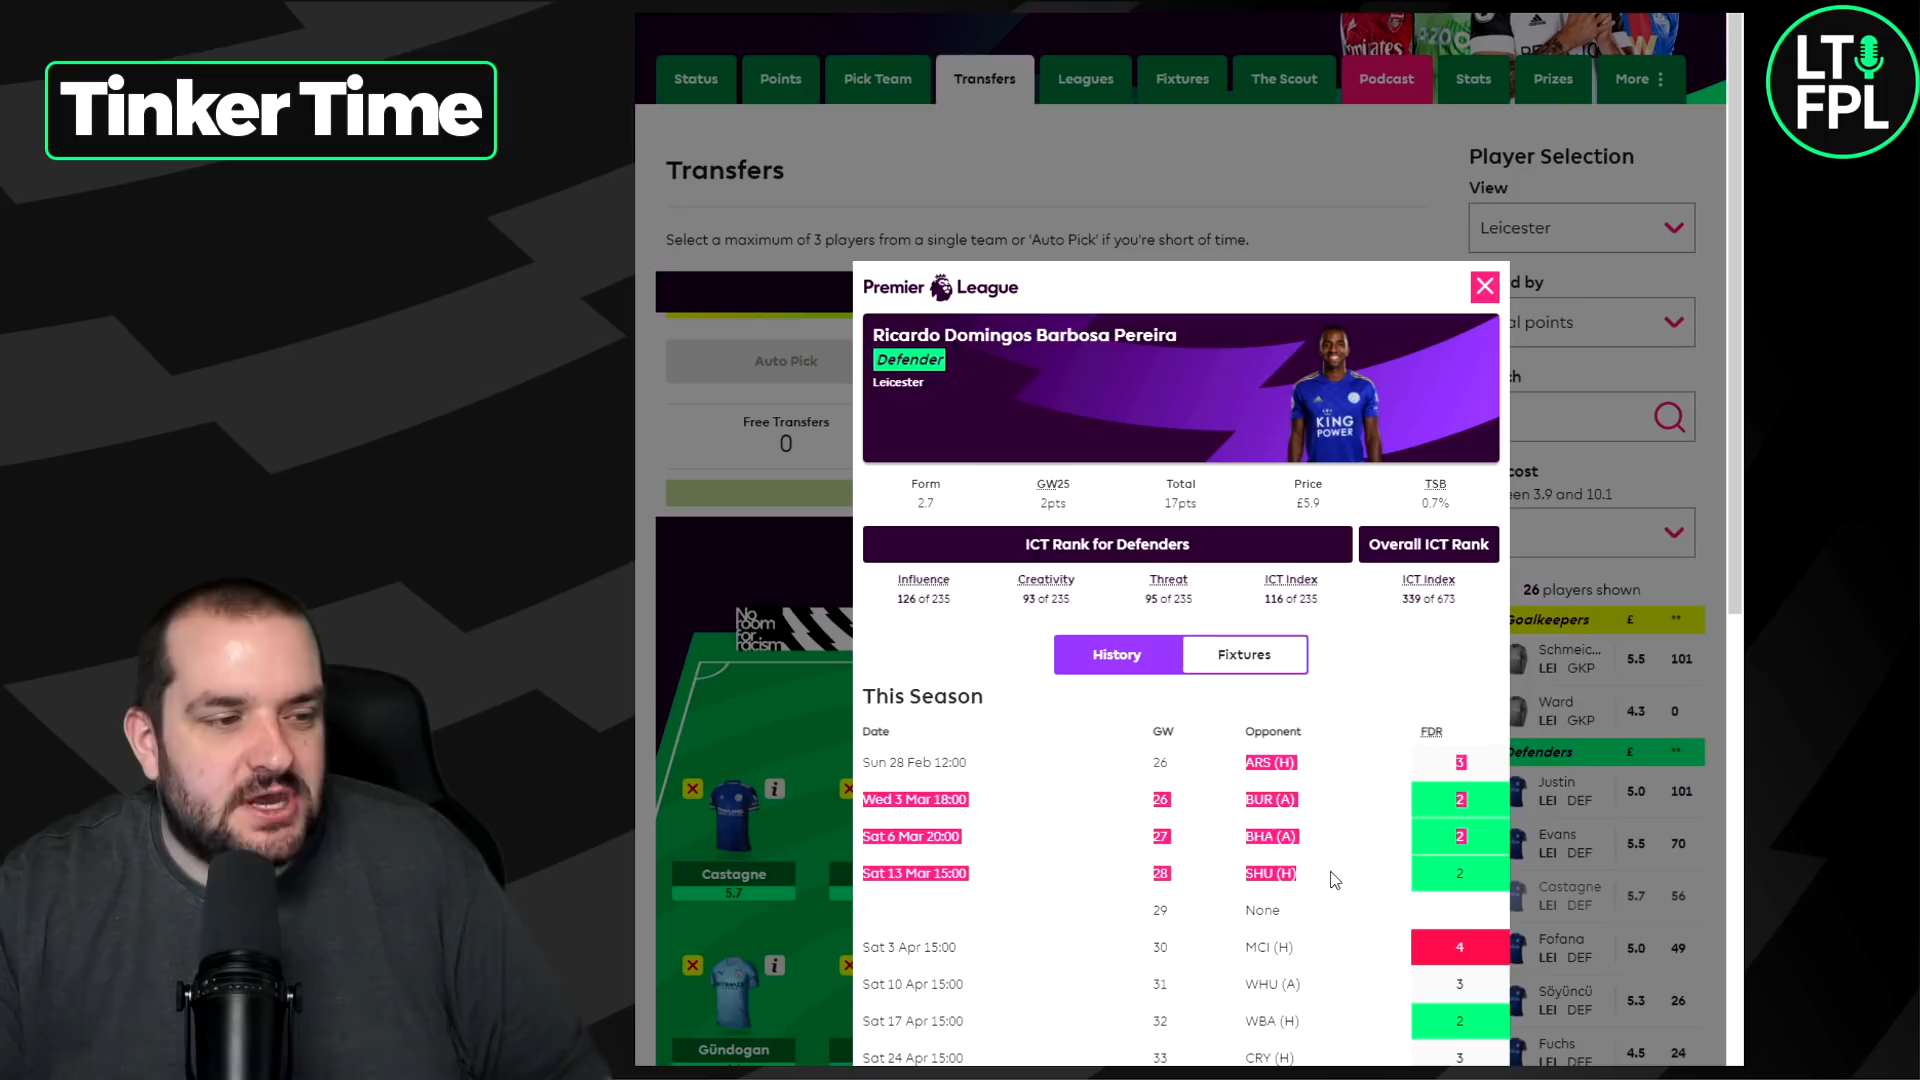 Tinker Time
LT
FPL
Status
Points
Pick Team
Transfers
Leagues
Fixtures
The Scout
Podcast
Stats
Prizes
More
Transfers
Select a maximum of 3 players from a single team or 'Auto Pick' if you're short of time.
Auto Pick
Free Transfers
0
No
room
for
racism
Castagne
5.7
Gündogan
Premier League
Ricardo Domingos Barbosa Pereira
Defender
Leicester
KING
POWER
Form GW25 Total Price TSB
2.7 2pts 17pts £5.9 0.7%
ICT Rank for Defenders Overall ICT Rank
Influence Creativity Threat ICT Index ICT Index
126 of 235 93 of 235 95 of 235 116 of 235 339 of 673
History Fixtures
This Season
Date GW Opponent FDR
Sun 28 Feb 12:00 26 ARS (H) 3
Wed 3 Mar 18:00 26 BUR (A) 2
Sat 6 Mar 20:00 27 BHA (A) 2
Sat 13 Mar 15:00 28 SHU (H) 2
29 None
Sat 3 Apr 15:00 30 MCI (H) 4
Sat 10 Apr 15:00 31 WHU (A) 3
Sat 17 Apr 15:00 32 WBA (H) 2
Sat 24 Apr 15:00 33 CRY (H) 3
Player Selection
View
Leicester
d by
al points
ch
cost
en 3.9 and 10.1
26 players shown
Goalkeepers £ **
Schmeic... 5.5 101
LEI GKP
Ward 4.3 0
LEI GKP
Defenders £ **
Justin 5.0 101
LEI DEF
Evans 5.5 70
LEI DEF
Castagne 5.7 56
LEI DEF
Fofana 5.0 49
LEI DEF
Söyüncü 5.3 26
LEI DEF
Fuchs 4.5 24
LEI DEF